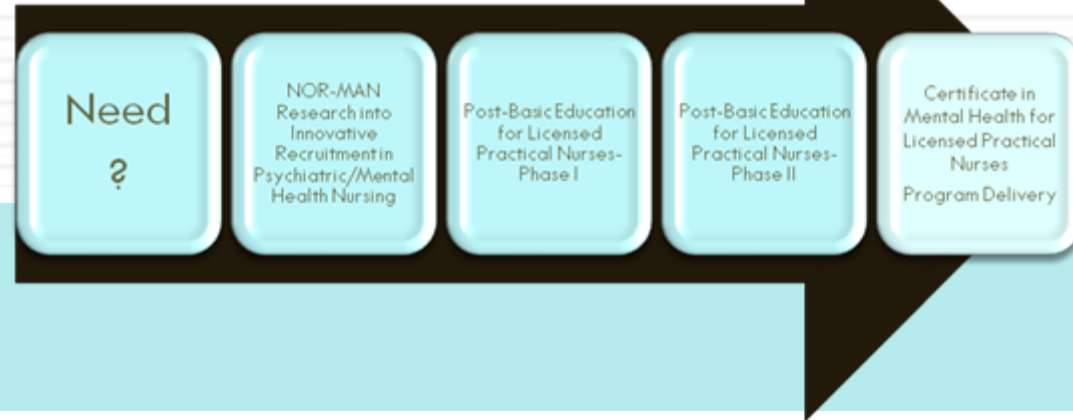 Need
?
NOR-MAN
Research into
Innovative
Recruitment in
Psychiatric/Mental
Health Nursing
Post-Basic Education
for Licensed
Practical Nurses-
Phase I
Post-Basic Education
for Licensed
Practical Nurses-
Phase II
Certificate in
Mental Health for
Licensed Practical
Nurses
Program Delivery